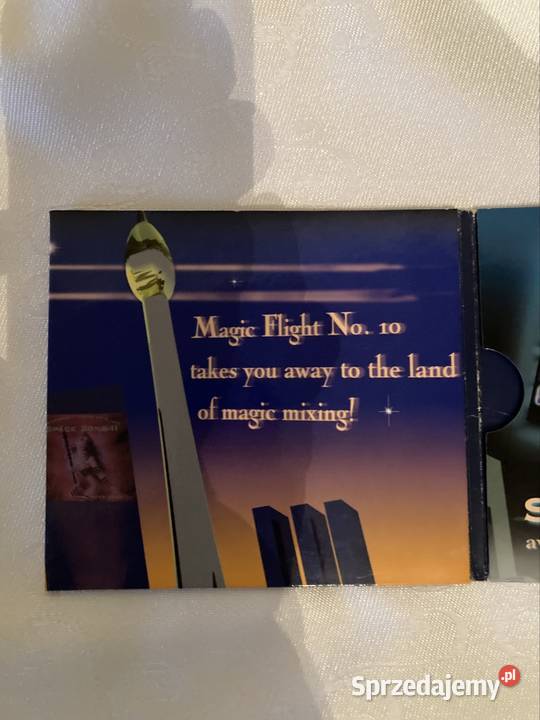 Magic Flight No. 10
takes you away to the land
of magic mixing!
Sprzedajemy.pl